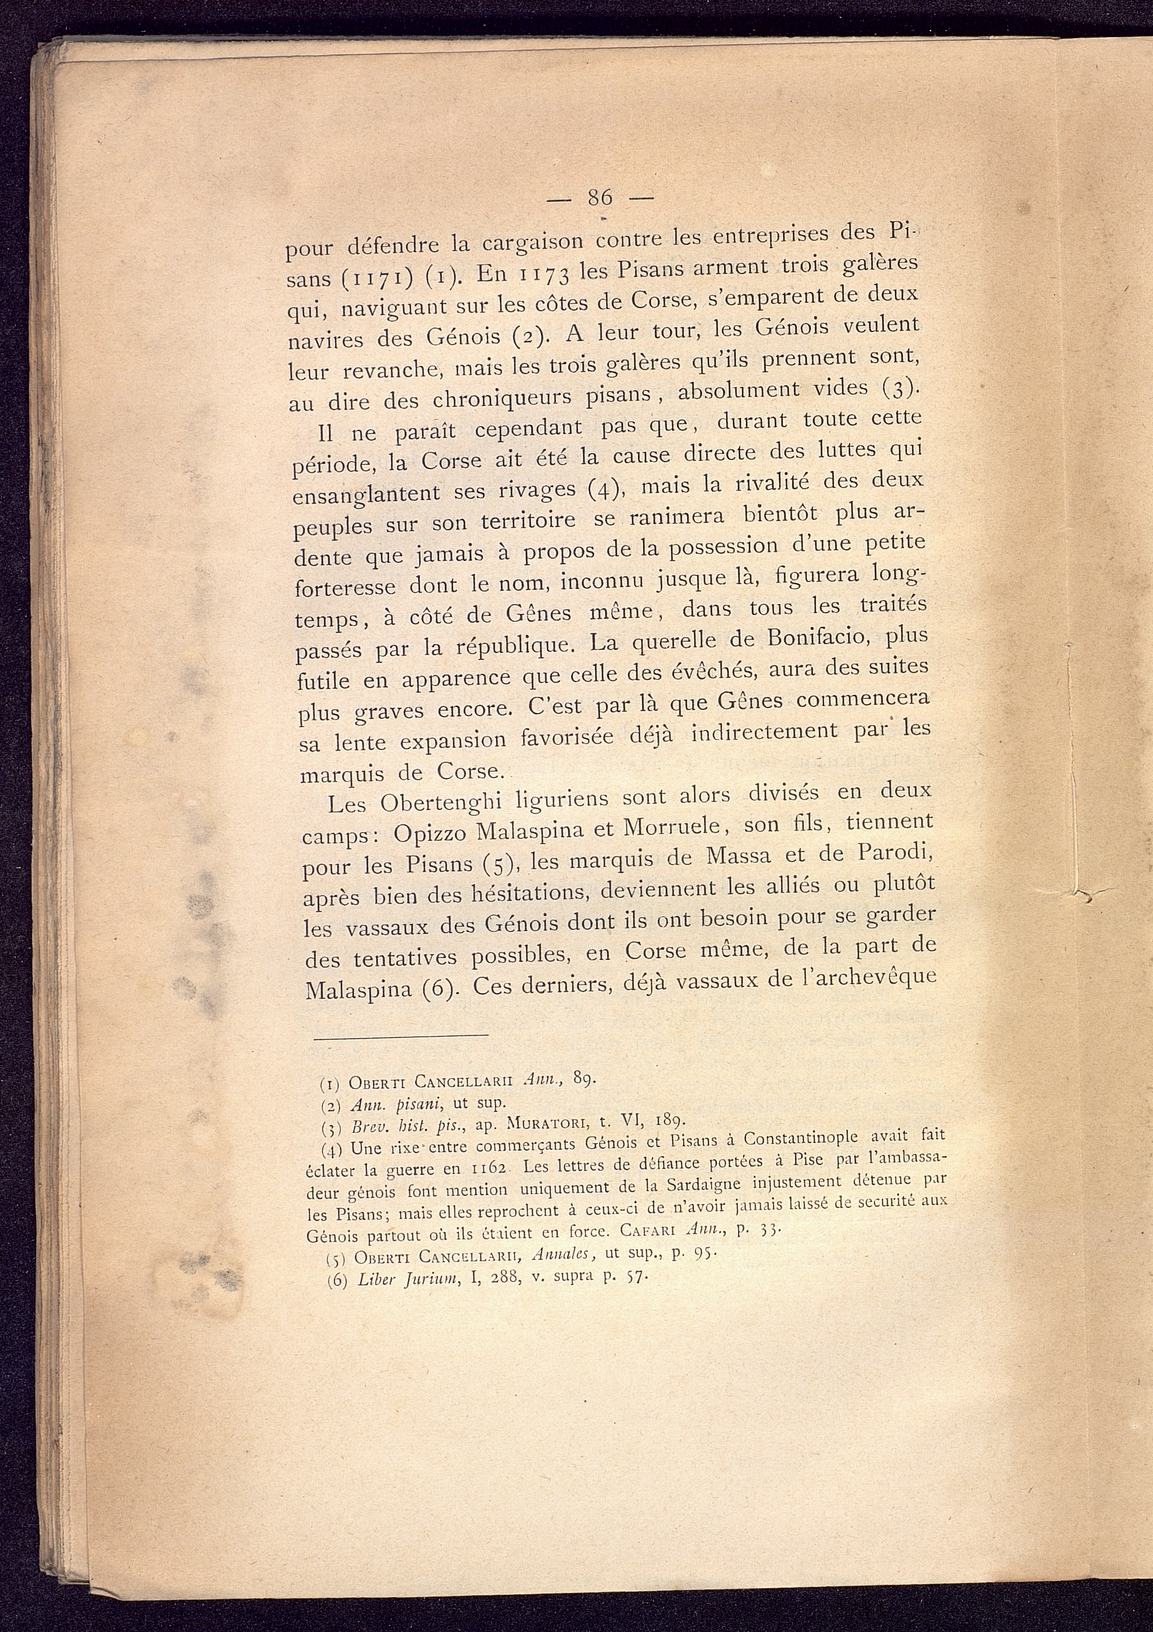 — 86 —
pour défendre la cargaison contre les entreprises des Pi-
sans (1171) (1). En 1173 les Pisans arment trois galères
qui, naviguant sur les côtes de Corse, s'emparent de deux
navires des Génois (2). A leur tour, les Génois veulent
leur revanche, mais les trois galères qu'ils prennent sont,
au dire des chroniqueurs pisans, absolument vides (3).
Il ne paraît cependant pas que, durant toute cette
période, la Corse ait été la cause directe des luttes qui
ensanglantent ses rivages (4), mais la rivalité des deux
peuples sur son territoire se ranimera bientôt plus ar-
dente que jamais à propos de la possession d'une petite
forteresse dont le nom, inconnu jusque là, figurera long-
temps, à côté de Gênes même, dans tous les traités
passés par la république. La querelle de Bonifacio, plus
futile en apparence que celle des évêchés, aura des suites
plus graves encore. C'est par là que Gênes commencera
sa lente expansion favorisée déjà indirectement par les
marquis de Corse.
Les Obertenghi liguriens sont alors divisés en deux
camps: Opizzo Malaspina et Morruele, son fils, tiennent
pour les Pisans (5), les marquis de Massa et de Parodi,
après bien des hésitations, deviennent les alliés ou plutôt
les vassaux des Génois dont ils ont besoin pour se garder
des tentatives possibles, en Corse même, de la part de
Malaspina (6). Ces derniers, déjà vassaux de l'archevêque
(1) OBERTI CANCELLARII Ann., 89.
(2) Ann. pisani, ut sup.
(3) Brev. hist. pis., ap. MURATORI, t. VI, 189.
(4) Une rixe entre commerçants Génois et Pisans à Constantinople avait fait
éclater la guerre en 1162 Les lettres de défiance portées à Pise par l'ambassa-
deur génois font mention uniquement de la Sardaigne injustement détenue par
les Pisans; mais elles reprochent à ceux-ci de n'avoir jamais laissé de securité aux
Génois partout où ils étaient en force. CAFARI Ann., p. 33.
(5) OBERTI CANCELLARII, Annales, ut sup., p. 95.
(6) Liber Jurium, I, 288, v. supra p. 57.